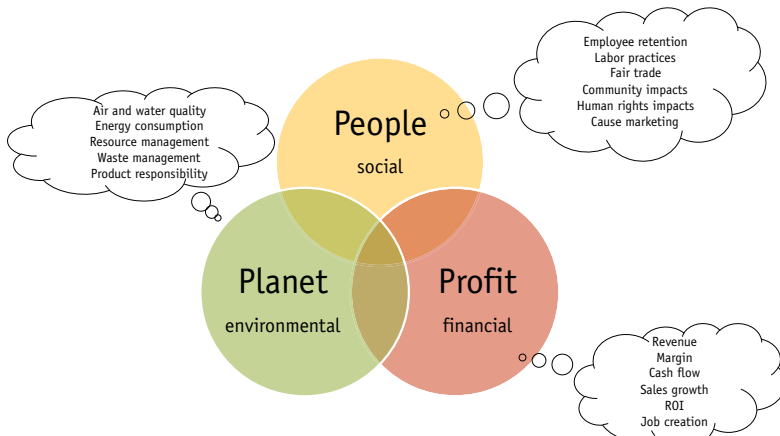 Employee retention
Labor practices
Fair trade
Community impacts
Human rights impacts
Cause marketing
Air and water quality
Energy consumption
Resource management
Waste management
Product responsibility
People
social
Planet
environmental
Profit
financial
Revenue
Margin
Cash flow
Sales growth
ROI
Job creation